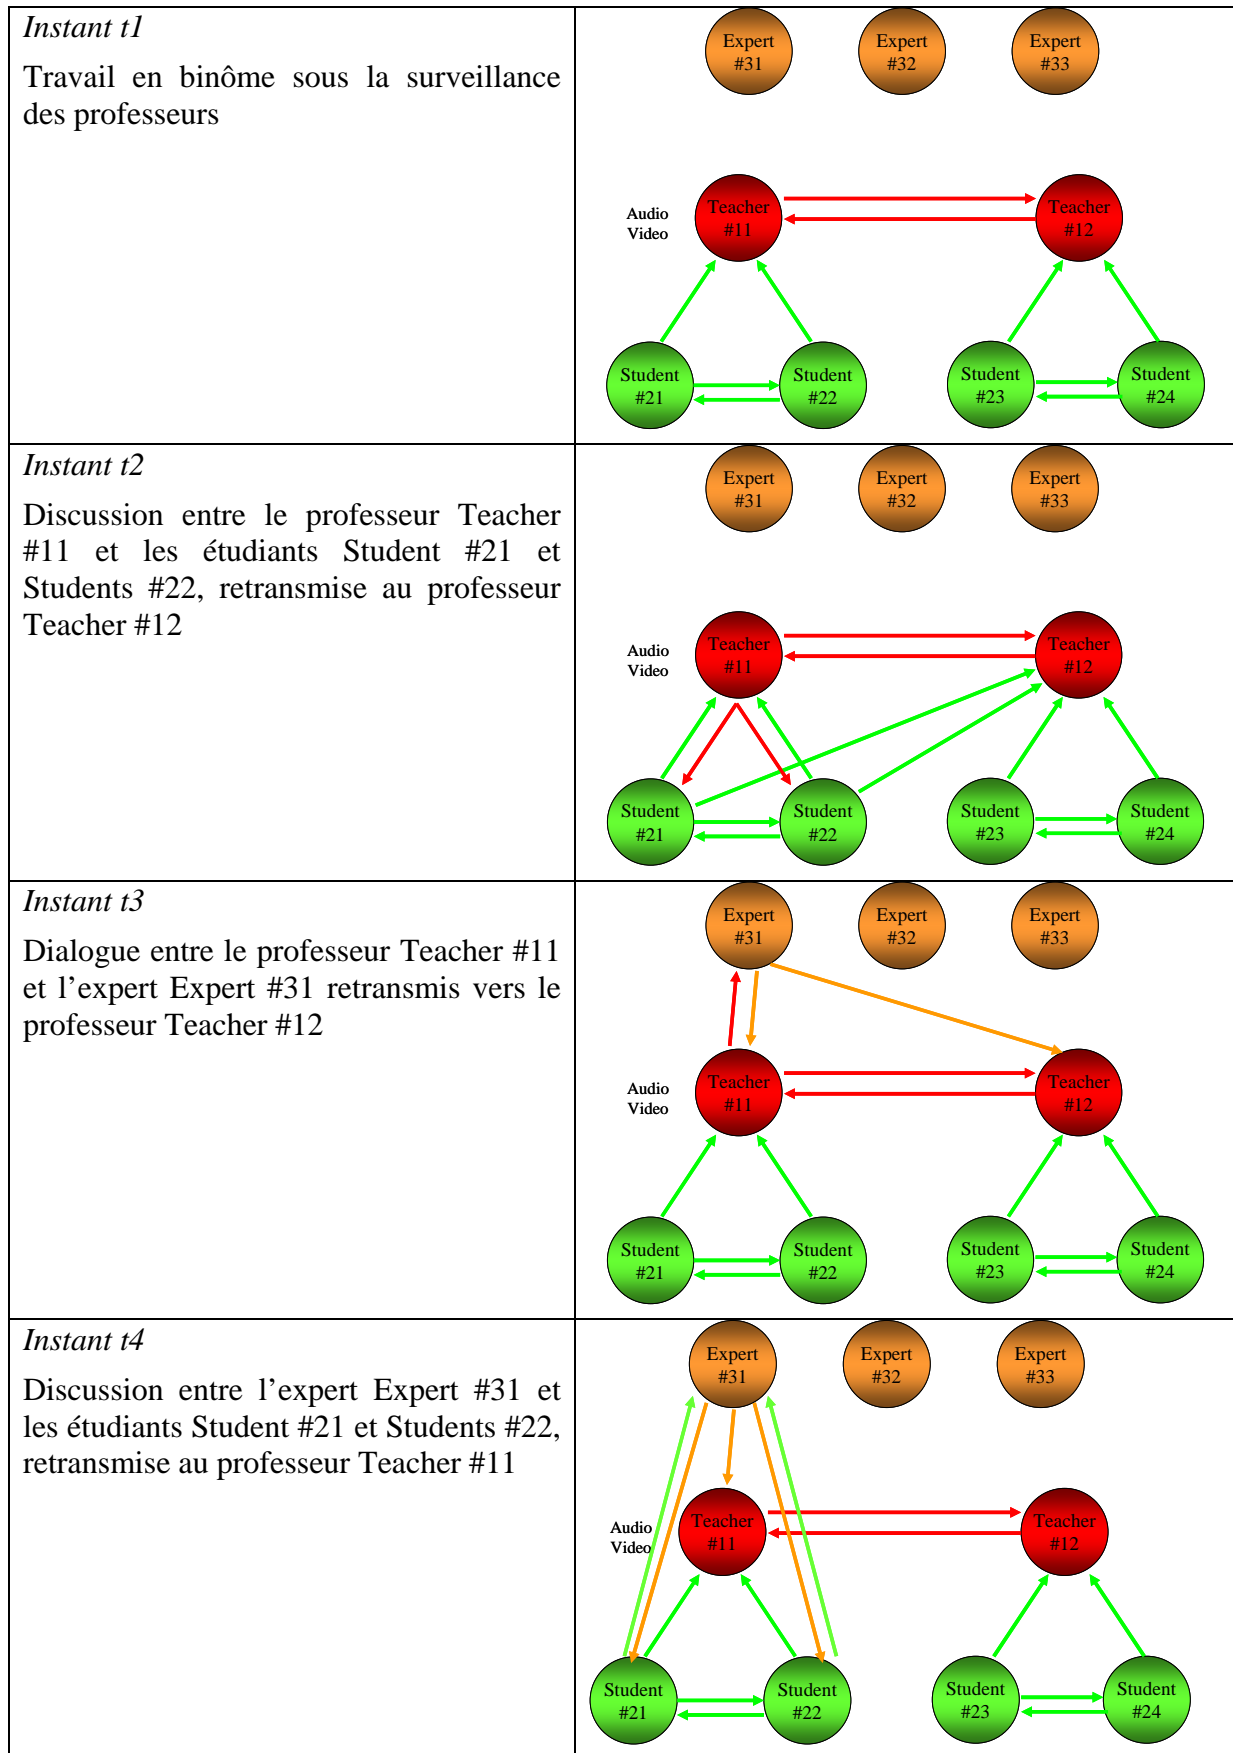 Instant t1
Travail en binôme sous la surveillance
des professeurs
Expert
#31
Expert
#32
Expert
#33
Audio
Video
Teacher
#11
Teacher
#12
Student
#21
Student
#22
Student
#23
Student
#24
Instant t2
Discussion entre le professeur Teacher
#11 et les étudiants Student #21 et
Students #22, retransmise au professeur
Teacher #12
Expert
#31
Expert
#32
Expert
#33
Audio
Video
Teacher
#11
Teacher
#12
Student
#21
Student
#22
Student
#23
Student
#24
Instant t3
Dialogue entre le professeur Teacher #11
et l’expert Expert #31 retransmis vers le
professeur Teacher #12
Expert
#31
Expert
#32
Expert
#33
Audio
Video
Teacher
#11
Teacher
#12
Student
#21
Student
#22
Student
#23
Student
#24
Instant t4
Discussion entre l’expert Expert #31 et
les étudiants Student #21 et Students #22,
retransmise au professeur Teacher #11
Expert
#31
Expert
#32
Expert
#33
Audio
Video
Teacher
#11
Teacher
#12
Student
#21
Student
#22
Student
#23
Student
#24